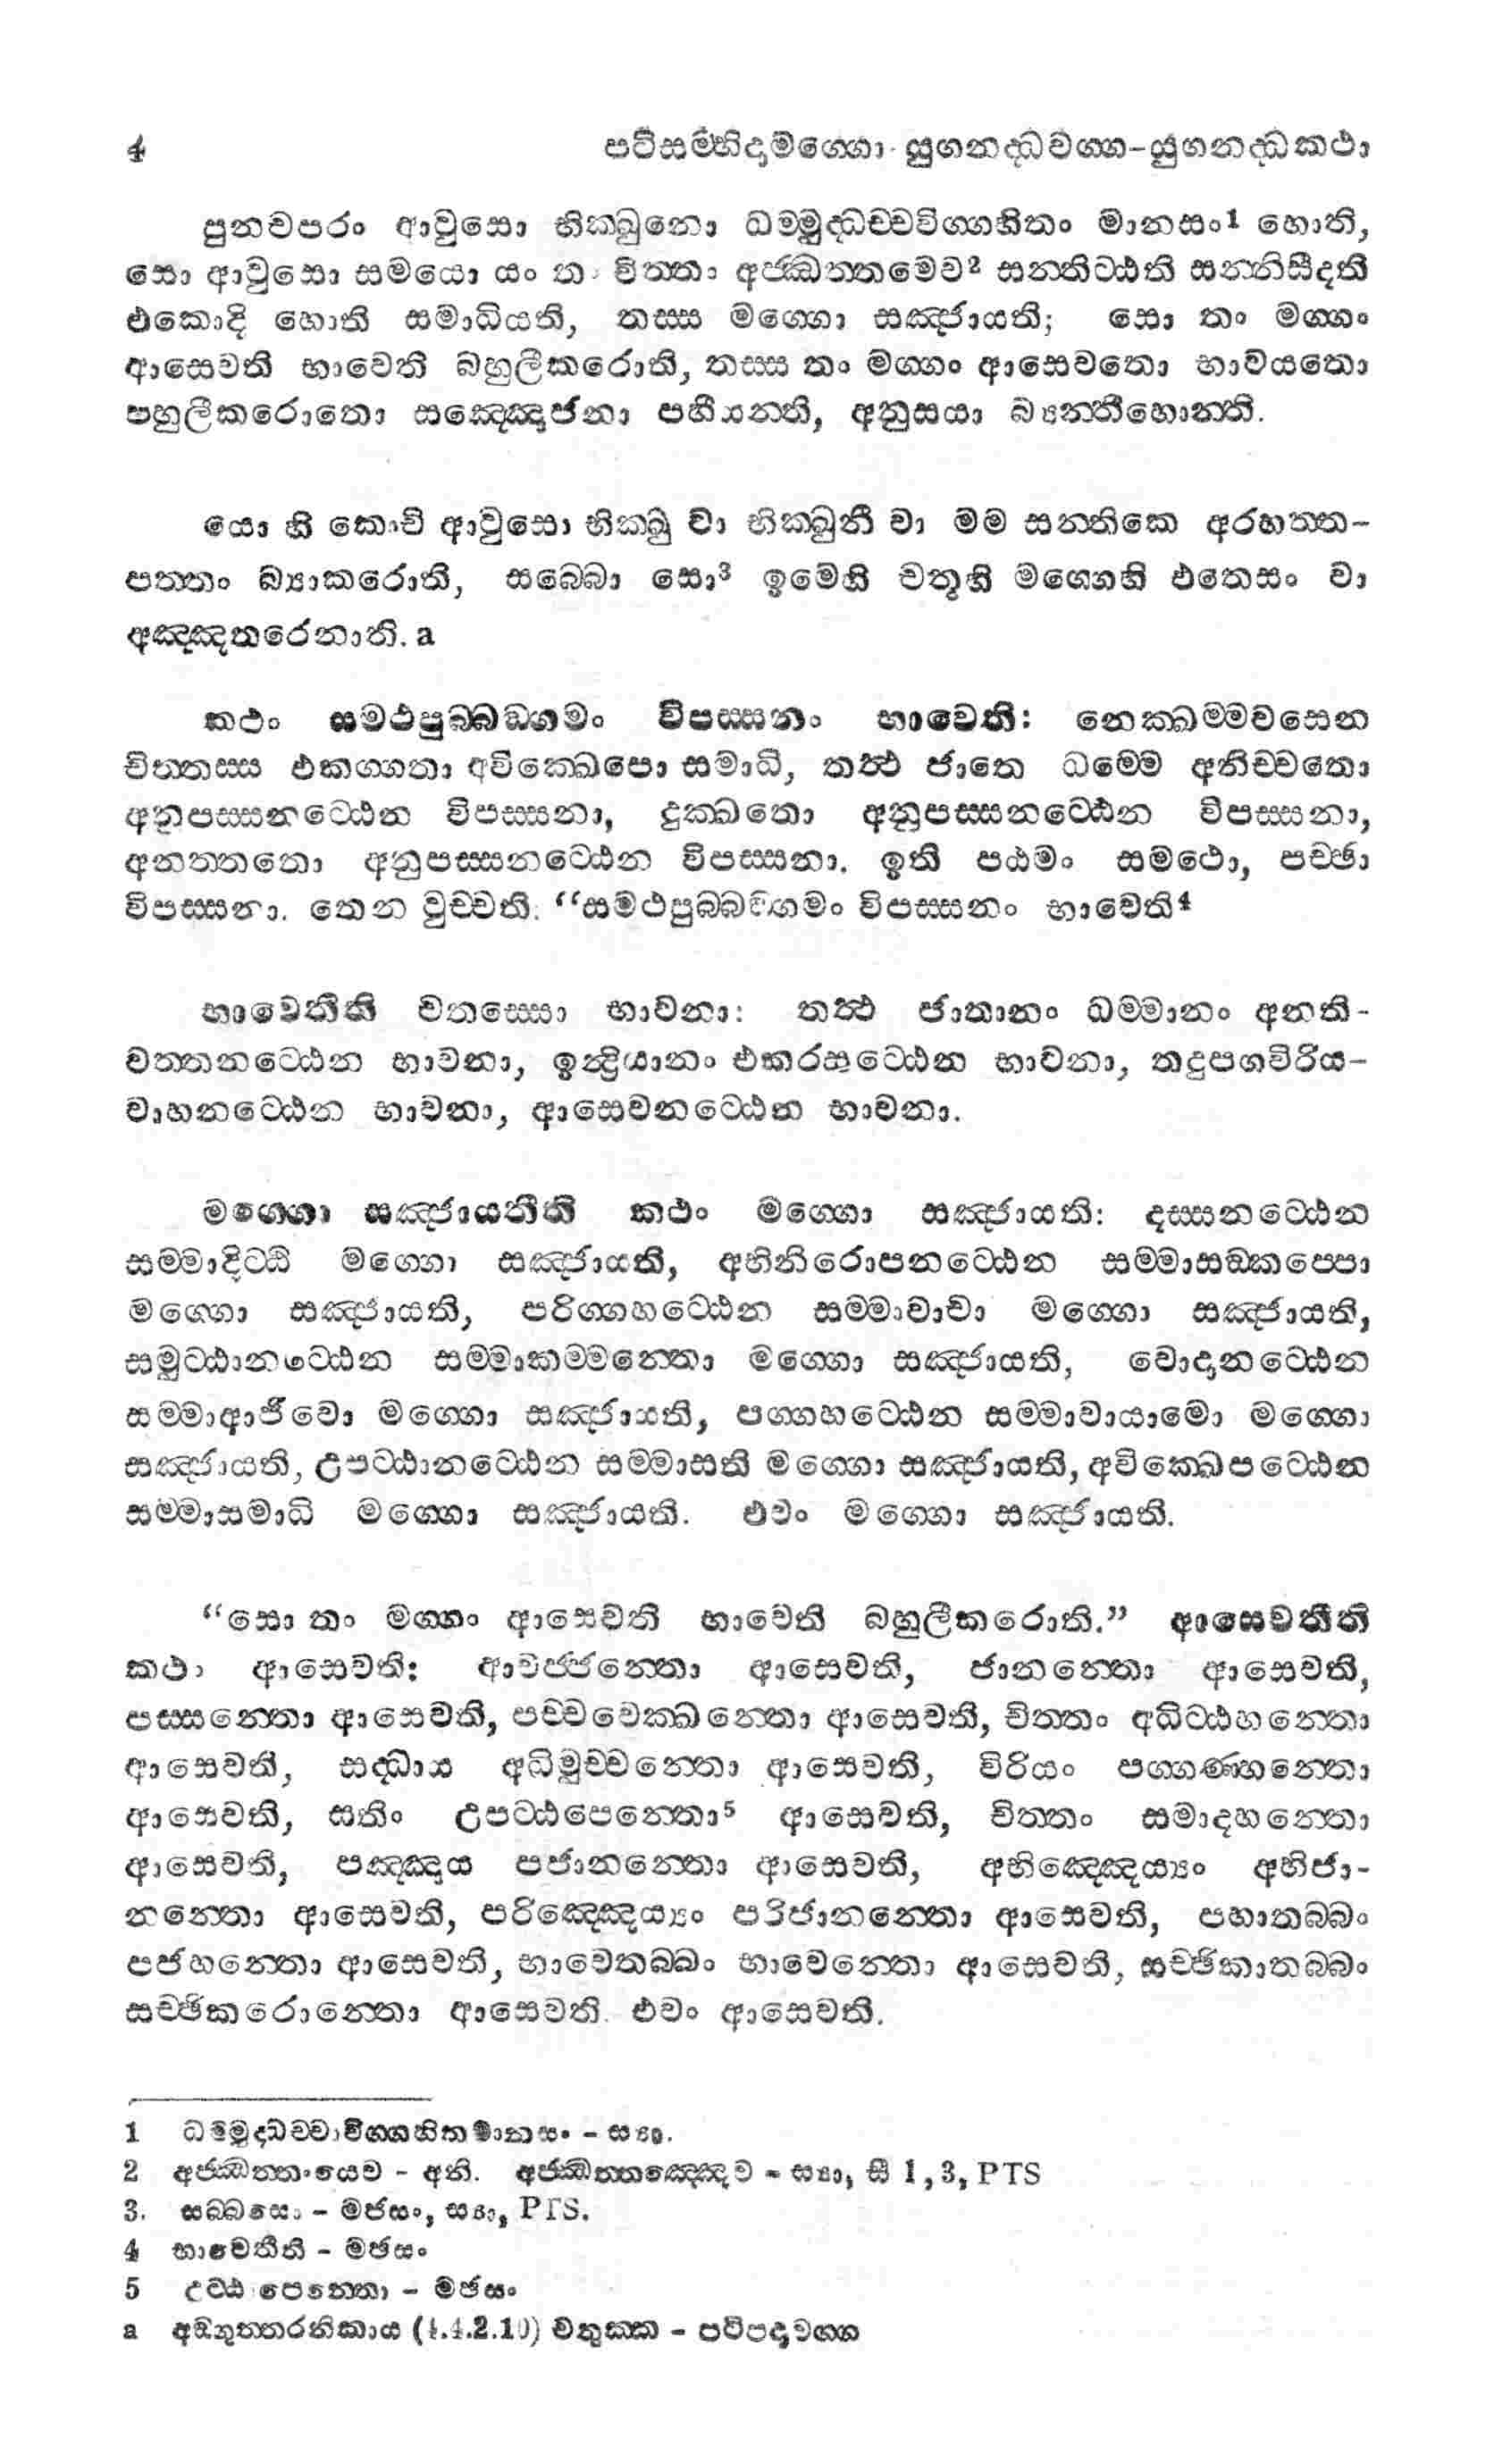 4 පටිසම්භිදාමග්ගො - යුගනද්ධවග්ග-යුගනද්ධකථා
පුනචපරං ආවුසො භික්ඛුනො ධම්මුද්ධච්චවිග්ගහිතං මානසං1 හොති,
සො ආවුසො සමයො යං තං චිත්තං අජ්ඣත්තමෙව2 සන්තිට්ඨති සන්නිසීදති
එකොදි හොති සමාධියති, තස්ස මග්ගො සඤ්ජායති; සො තං මග්ගං
ආසෙවති භාවෙති බහුලීකරොති, තස්ස තං මග්ගං ආසෙවතො භාවයතො
බහුලීකරොතො සඤ්ඤොජනා පහීයන්ති, අනුසයා බ්‍යන්තීහොන්ති.
යො හි කොචි ආවුසො භික්ඛු වා භික්ඛුනී වා මම සන්තිකෙ අරහත්ත-
පත්තං බ්‍යාකරොති, සබ්බො සො3 ඉමෙහි චතූහි මග්ගෙහි එතෙසං වා
අඤ්ඤතරෙනාති. a
කථං සමථපුබ්බඞ්ගමං විපස්සනං භාවෙති: නෙක්ඛම්මවසෙන
චිත්තස්ස එකග්ගතා අවික්ඛෙපො සමාධි, තත්ථ ජාතෙ ධම්මෙ අනිච්චතො
අනුපස්සනට්ඨෙන විපස්සනා, දුක්ඛතො අනුපස්සනට්ඨෙන විපස්සනා,
අනත්තතො අනුපස්සනට්ඨෙන විපස්සනා. ඉති පඨමං සමථො, පච්ඡා
විපස්සනා. තෙන වුච්චති: “සමථපුබ්බඞ්ගමං විපස්සනං භාවෙති4
භාවෙතීති චතස්සො භාවනා: තත්ථ ජාතානං ධම්මානං අනති-
වත්තනට්ඨෙන භාවනා, ඉන්ද්‍රියානං එකරසට්ඨෙන භාවනා, තදුපගවිරිය-
වාහනට්ඨෙන භාවනා, ආසෙවනට්ඨෙන භාවනා.
මග්ගො සඤ්ජායතීති කථං මග්ගො සඤ්ජායති: දස්සනට්ඨෙන
සම්මාදිට්ඨි මග්ගො සඤ්ජායති, අභිනිරොපනට්ඨෙන සම්මාසඞ්කප්පො
මග්ගො සඤ්ජායති, පරිග්ගහට්ඨෙන සම්මාවාචා මග්ගො සඤ්ජායති,
සමුට්ඨානට්ඨෙන සම්මාකම්මන්තො මග්ගො සඤ්ජායති, වොදානට්ඨෙන
සම්මාආජීවො මග්ගො සඤ්ජායති, පග්ගහට්ඨෙන සම්මාවායාමො මග්ගො
සඤ්ජායති, උපට්ඨානට්ඨෙන සම්මාසති මග්ගො සඤ්ජායති, අවික්ඛෙපට්ඨෙන
සම්මාසමාධි මග්ගො සඤ්ජායති. එවං මග්ගො සඤ්ජායති.
“සො තං මග්ගං ආසෙවති භාවෙති බහුලීකරොති.” ආසෙවතීති
කථං ආසෙවති: ආවජ්ජන්තො ආසෙවති, ජානන්තො ආසෙවති,
පස්සන්තො ආසෙවති, පච්චවෙක්ඛන්තො ආසෙවති, චිත්තං අධිට්ඨහන්තො
ආසෙවති, සද්ධාය අධිමුච්චන්තො ආසෙවති, විරියං පග්ගණ්හන්තො
ආසෙවති, සතිං උපට්ඨපෙන්තො5 ආසෙවති, චිත්තං සමාදහන්තො
ආසෙවති, පඤ්ඤාය පජානන්තො ආසෙවති, අභිඤ්ඤෙය්‍යං අභිජා-
නන්තො ආසෙවති, පරිඤ්ඤෙය්‍යං පරිජානන්තො ආසෙවති, පහාතබ්බං
පජහන්තො ආසෙවති, භාවෙතබ්බං භාවෙන්තො ආසෙවති, සච්ඡිකාතබ්බං
සච්ඡිකරොන්තො ආසෙවති. එවං ආසෙවති.
1 ධම්මුද්ධච්චාවිග්ගහිතමානසං - ස්‍යා.
2 අජ්ඣත්තංයෙව - අනි. අජ්ඣත්තඤ්ඤෙව - ස්‍යා, සී 1, 3, PTS
3. සබ්බසො - මජසං, ස්‍යා, PTS.
4 භාවෙතීති - මජසං
5 උට්ඨපෙන්තො - මජසං
a අඞ්ගුත්තරනිකාය (4.4.2.10) චතුක්ක - පටිපදාවග්ග